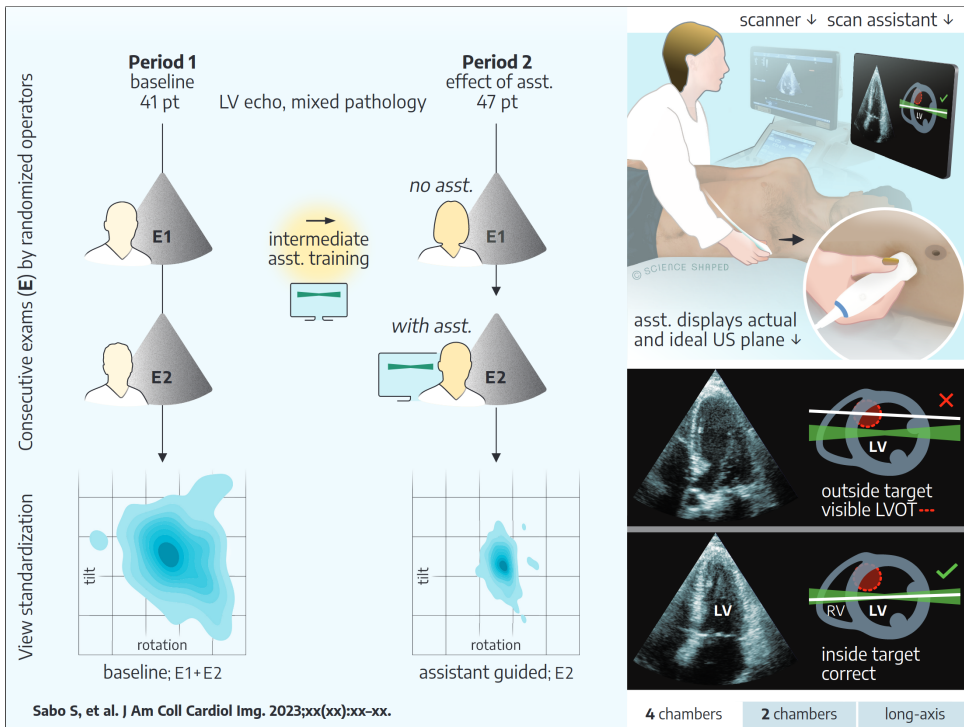 Period 1
baseline
41 pt
LV echo, mixed pathology
Period 2
effect of asst.
47 pt
Consecutive exams (E) by randomized operators
E1
intermediate
asst. training
no asst.
E1
E2
with asst.
E2
View standardization
tilt
rotation
baseline; E1+E2
tilt
rotation
assistant guided; E2
Sabo S, et al. J Am Coll Cardiol Img. 2023;xx(xx):xx–xx.
scanner ↓ scan assistant ↓
LV
© SCIENCE SHAPED
asst. displays actual
and ideal US plane ↓
LV
outside target
visible LVOT
LV
RV LV
inside target
correct
4 chambers
2 chambers
long-axis